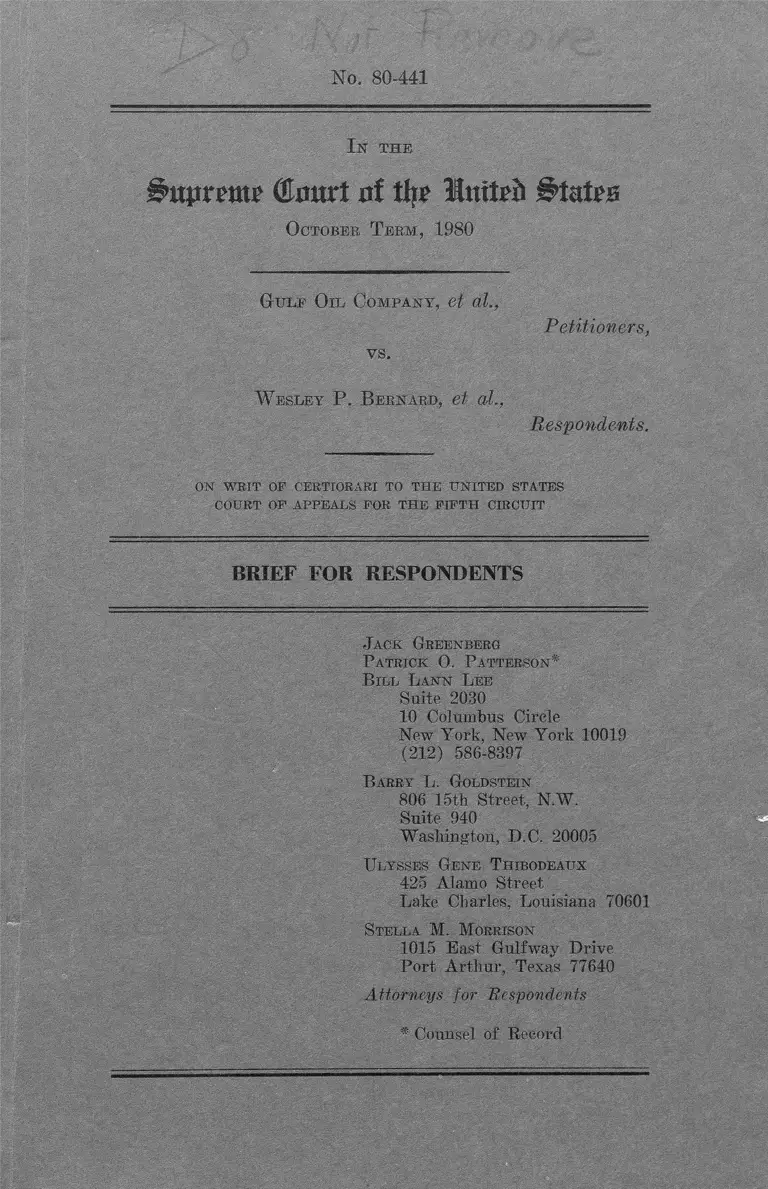 Do Not Remove
No. 80-441
IN THE
Supreme Court of the United States
OCTOBER TERM, 1980
GULF OIL COMPANY, et al.,
Petitioners,
vs.
WESLEY P. BERNARD, et al.,
Respondents.
ON WRIT OF CERTIORARI TO THE UNITED STATES
COURT OF APPEALS FOR THE FIFTH CIRCUIT
BRIEF FOR RESPONDENTS
JACK GREENBERG
PATRICK O. PATTERSON*
BILL LANN LEE
Suite 2030
10 Columbus Circle
New York, New York 10019
(212) 586-8397
BARRY L. GOLDSTEIN
806 15th Street, N.W.
Suite 940
Washington, D.C. 20005
ULYSSES GENE THIBODEAUX
425 Alamo Street
Lake Charles, Louisiana 70601
STELLA M. MORRISON
1015 East Gulfway Drive
Port Arthur, Texas 77640
Attorneys for Respondents
* Counsel of Record